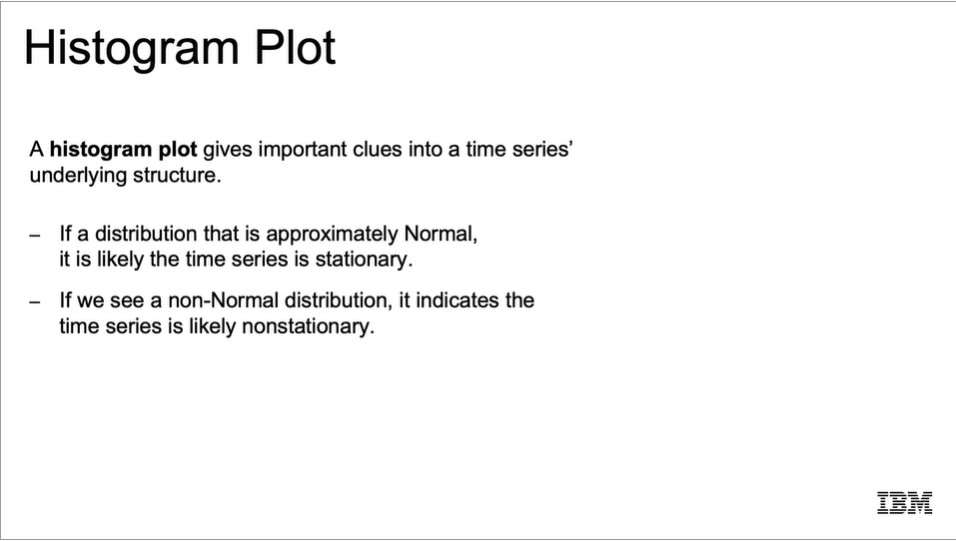 Histogram Plot
A histogram plot gives important clues into a time series’
underlying structure.
– If a distribution that is approximately Normal,
it is likely the time series is stationary.
– If we see a non-Normal distribution, it indicates the
time series is likely nonstationary.
IBM